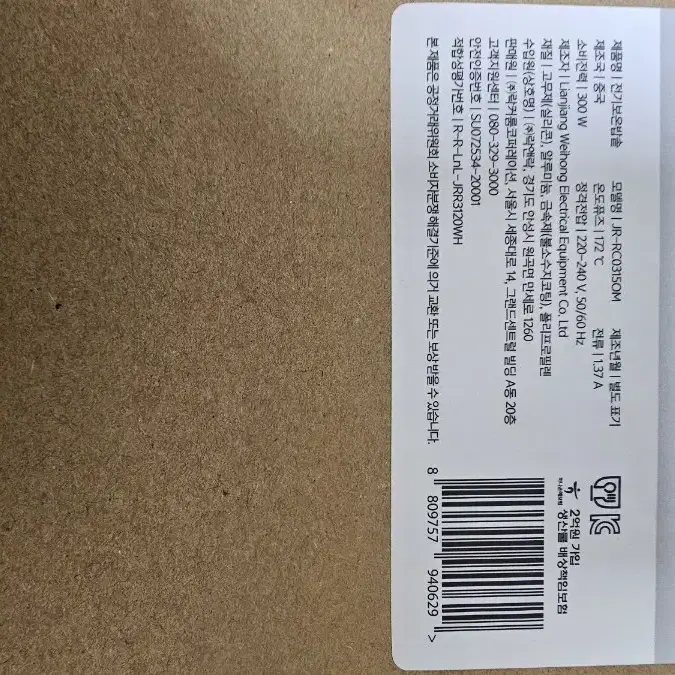 제품명 | 전기보온밥솥 모델명 | JR-RC0315OM 제조년월 | 별도 표기
제조국 | 중국 온도퓨즈 | 172 ℃ 전류 | 1.37 A
소비전력 | 300 W 정격전압 | 220-240 V, 50/60 Hz
제조자 | Lianjiang Weihong Electrical Equipment Co. Ltd
재질 | 고무제(실리콘), 알루미늄, 금속제(불소수지코팅), 폴리프로필렌
수입원(상호명) | ㈜락앤락, 경기도 안성시 원곡면 만세로 1260
판매원 | ㈜락커룸코퍼레이션, 서울시 세종대로 14, 그랜드센트럴 빌딩 A동 20층
고객지원센터 | 080-329-3000
안전인증번호 | SU072534-20001
적합성평가번호 | R-R-LnL-JRR3120WH
본 제품은 공정거래위원회 소비자분쟁 해결기준에 의거 교환 또는 보상 받을 수 있습니다.
2억원 가입
생산물 배상책임보험
8 809757 940629 >